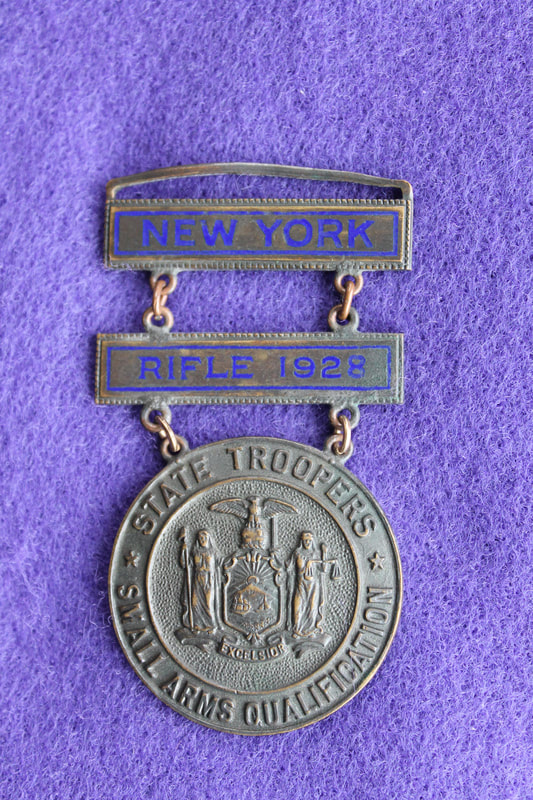 NEW YORK
RIFLE 1928
STATE TROOPERS
EXCELSIOR
SMALL ARMS QUALIFICATION